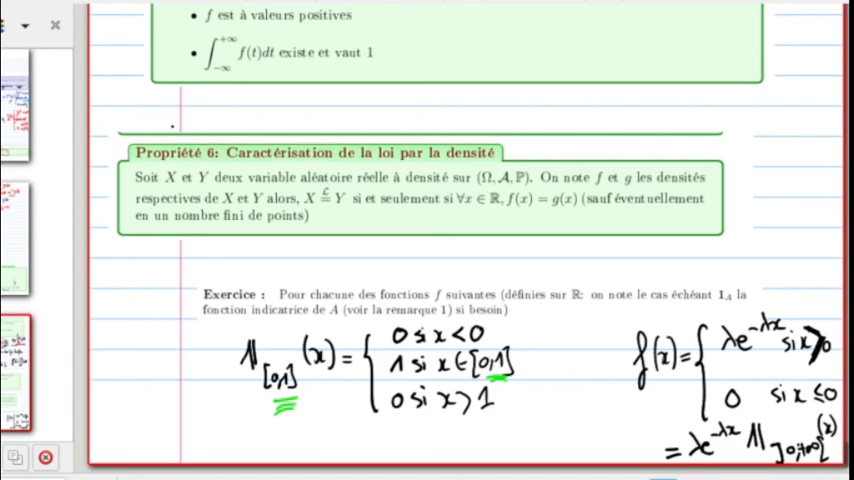 • f est à valeurs positives
• ∫_{-∞}^{+∞} f(t)dt existe et vaut 1
Propriété 6: Caractérisation de la loi par la densité
Soit X et Y deux variable aléatoire réelle à densité sur (Ω, 𝒜, ℙ). On note f et g les densités
respectives de X et Y alors, X =^ℒ Y si et seulement si ∀x ∈ ℝ, f(x) = g(x) (sauf éventuellement
en un nombre fini de points)
Exercice : Pour chacune des fonctions f suivantes (définies sur ℝ: on note le cas échéant 𝟏_A la
fonction indicatrice de A (voir la remarque 1) si besoin)
𝟙_{[0,1]}(x) = { 0 si x < 0
1 si x ∈ [0,1]
0 si x > 1
f(x) = { λe^{-λx} si x > 0
0 si x ≤ 0
= λe^{-λx} 𝟙_{]0,+∞[}(x)